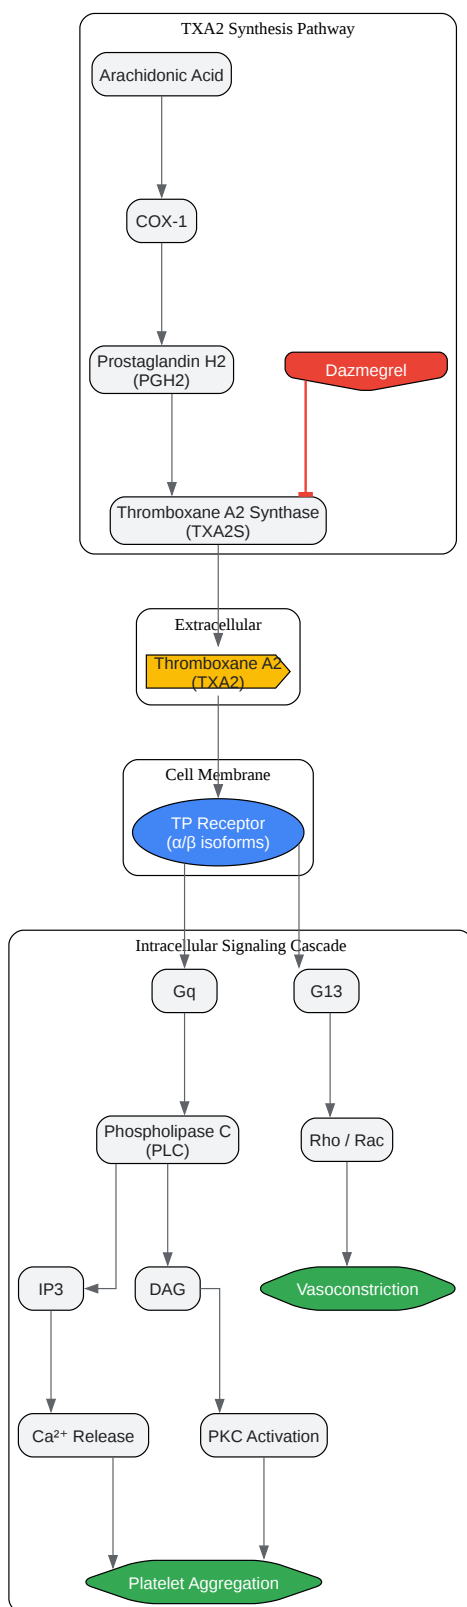 TXA2 Synthesis Pathway
Arachidonic Acid
COX-1
Prostaglandin H2
(PGH2)
Dazmegrel
Thromboxane A2 Synthase
(TXA2S)
Extracellular
Thromboxane A2
(TXA2)
Cell Membrane
TP Receptor
(α/β isoforms)
Intracellular Signaling Cascade
Gq
G13
Phospholipase C
(PLC)
Rho / Rac
IP3
DAG
Vasoconstriction
Ca²⁺ Release
PKC Activation
Platelet Aggregation